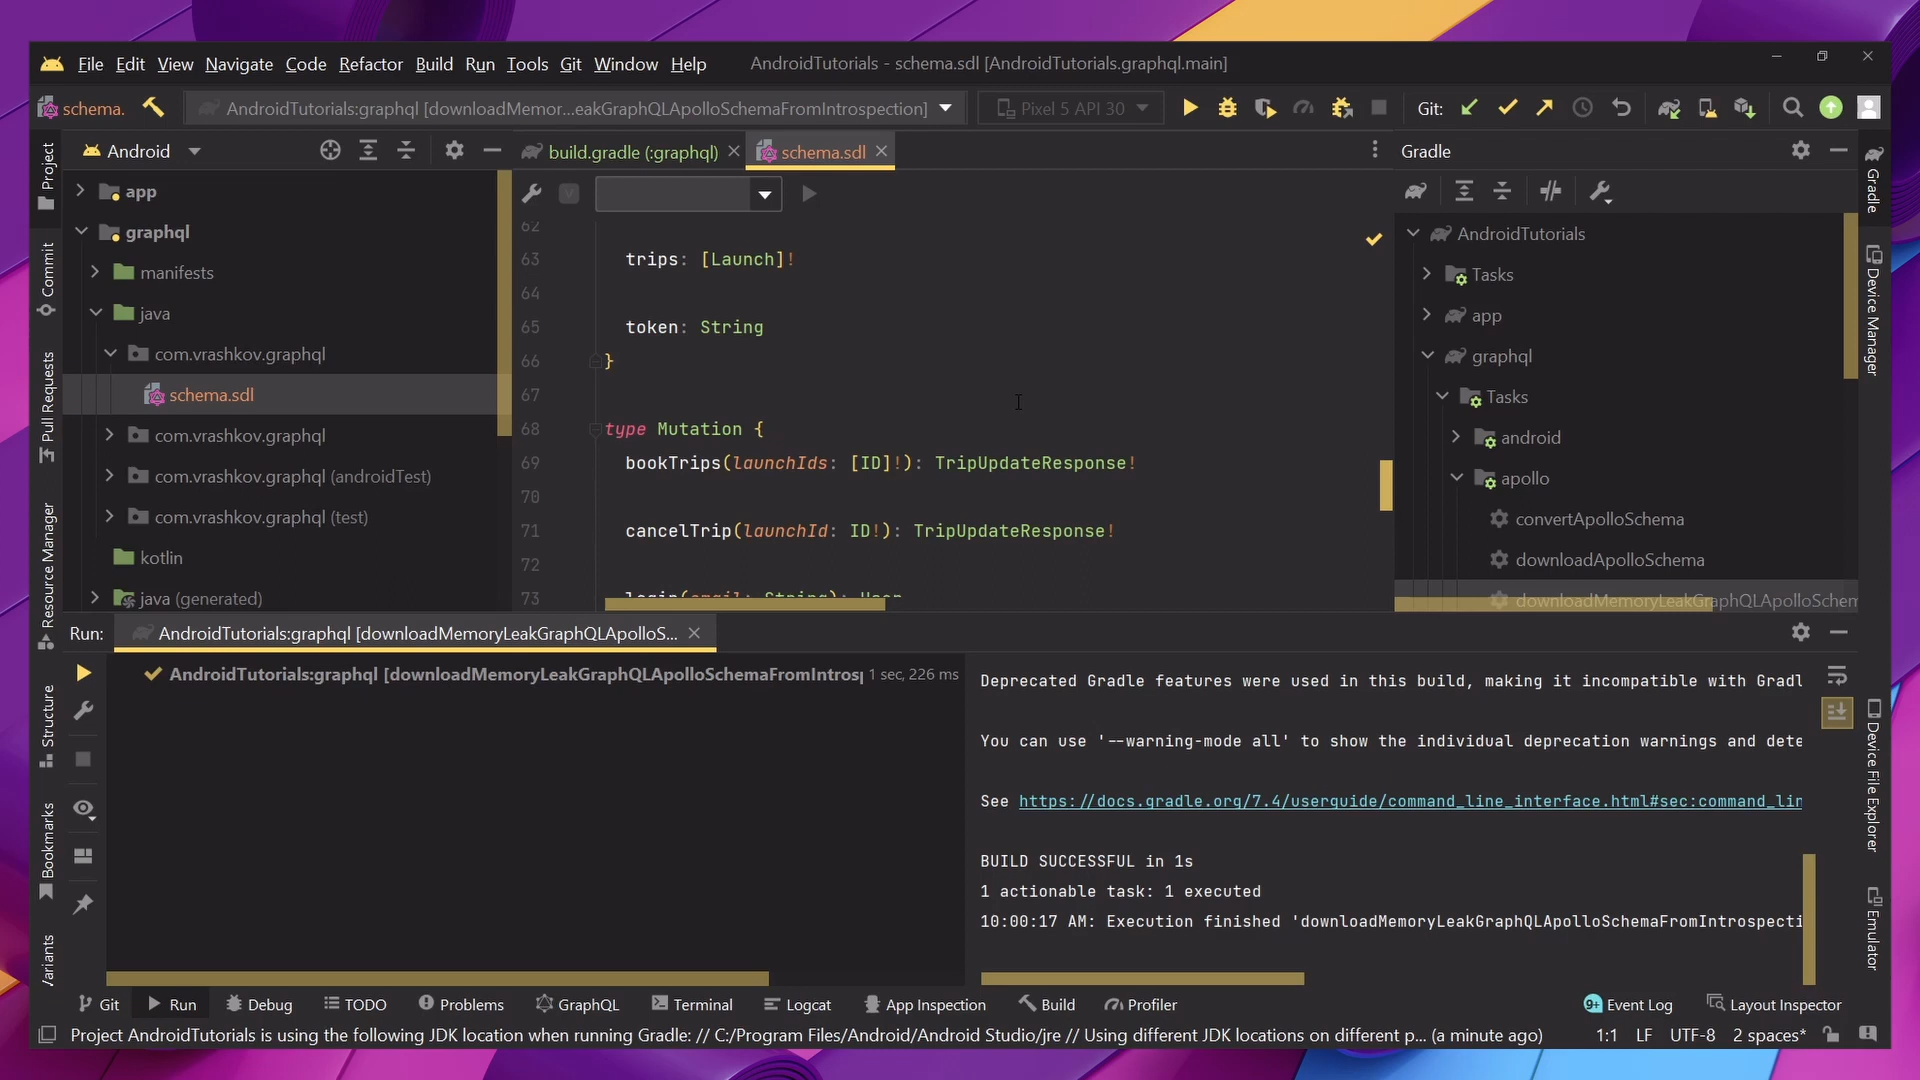 File Edit View Navigate Code Refactor Build Run Tools Git Window Help AndroidTutorials - schema.sdl [AndroidTutorials.graphql.main]
schema. AndroidTutorials:graphql [downloadMemor...eakGraphQLApolloSchemaFromIntrospection] Pixel 5 API 30 Git:
Project
Commit
Pull Requests
Resource Manager
Structure
Bookmarks
Android
app
graphql
manifests
java
com.vrashkov.graphql
schema.sdl
com.vrashkov.graphql
com.vrashkov.graphql (androidTest)
com.vrashkov.graphql (test)
kotlin
java (generated)
build.gradle (:graphql) schema.sdl
62
63 trips: [Launch]!
64
65 token: String
66 }
67
68 type Mutation {
69 bookTrips(launchIds: [ID]!): TripUpdateResponse!
70
71 cancelTrip(launchId: ID!): TripUpdateResponse!
72
73 login(email: String): User
Gradle
AndroidTutorials
Tasks
app
graphql
Tasks
android
apollo
convertApolloSchema
downloadApolloSchema
downloadMemoryLeakGraphQLApolloSchem
Gradle
Device Manager
Device File Explorer
Emulator
Run: AndroidTutorials:graphql [downloadMemoryLeakGraphQLApolloS...
AndroidTutorials:graphql [downloadMemoryLeakGraphQLApolloSchemaFromIntrosp 1 sec, 226 ms
Deprecated Gradle features were used in this build, making it incompatible with Gradl
You can use '--warning-mode all' to show the individual deprecation warnings and dete
See https://docs.gradle.org/7.4/userguide/command_line_interface.html#sec:command_lin
BUILD SUCCESSFUL in 1s
1 actionable task: 1 executed
10:00:17 AM: Execution finished 'downloadMemoryLeakGraphQLApolloSchemaFromIntrospecti
Git Run Debug TODO Problems GraphQL Terminal Logcat App Inspection Build Profiler 9+ Event Log Layout Inspector
Project AndroidTutorials is using the following JDK location when running Gradle: // C:/Program Files/Android/Android Studio/jre // Using different JDK locations on different p... (a minute ago) 1:1 LF UTF-8 2 spaces*